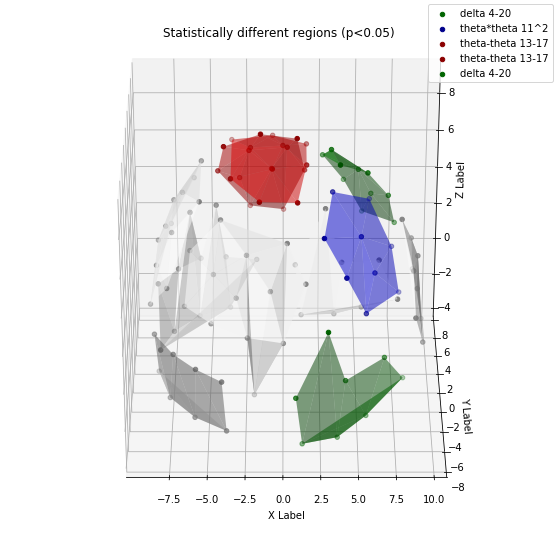 delta 4-20
theta*theta 11^2
theta-theta 13-17
theta-theta 13-17
delta 4-20
Statistically different regions (p<0.05)
8
6
4
2
0
−2
−4
Z Label
8
6
4
2
0
−2
−4
−6
−8
Y Label
−7.5 −5.0 −2.5 0.0 2.5 5.0 7.5 10.0
X Label